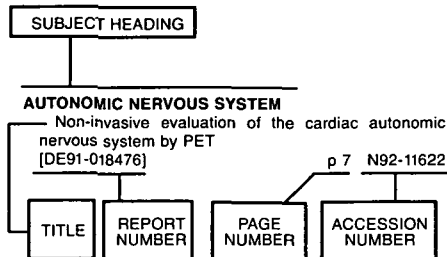 SUBJECT HEADING
AUTONOMIC NERVOUS SYSTEM
Non-invasive evaluation of the cardiac autonomic
nervous system by PET
[DE91-018476] p 7 N92-11622
TITLE REPORT NUMBER PAGE NUMBER ACCESSION NUMBER